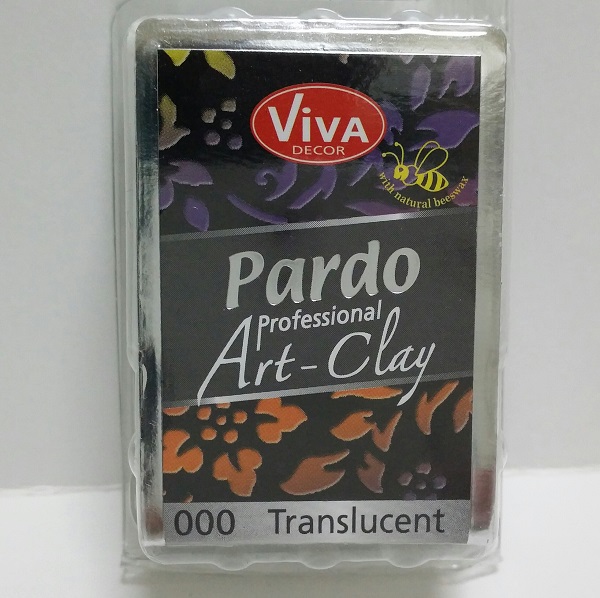 ViVA
DECOR
with natural beeswax
Pardo
Professional
Art-Clay
000 Translucent